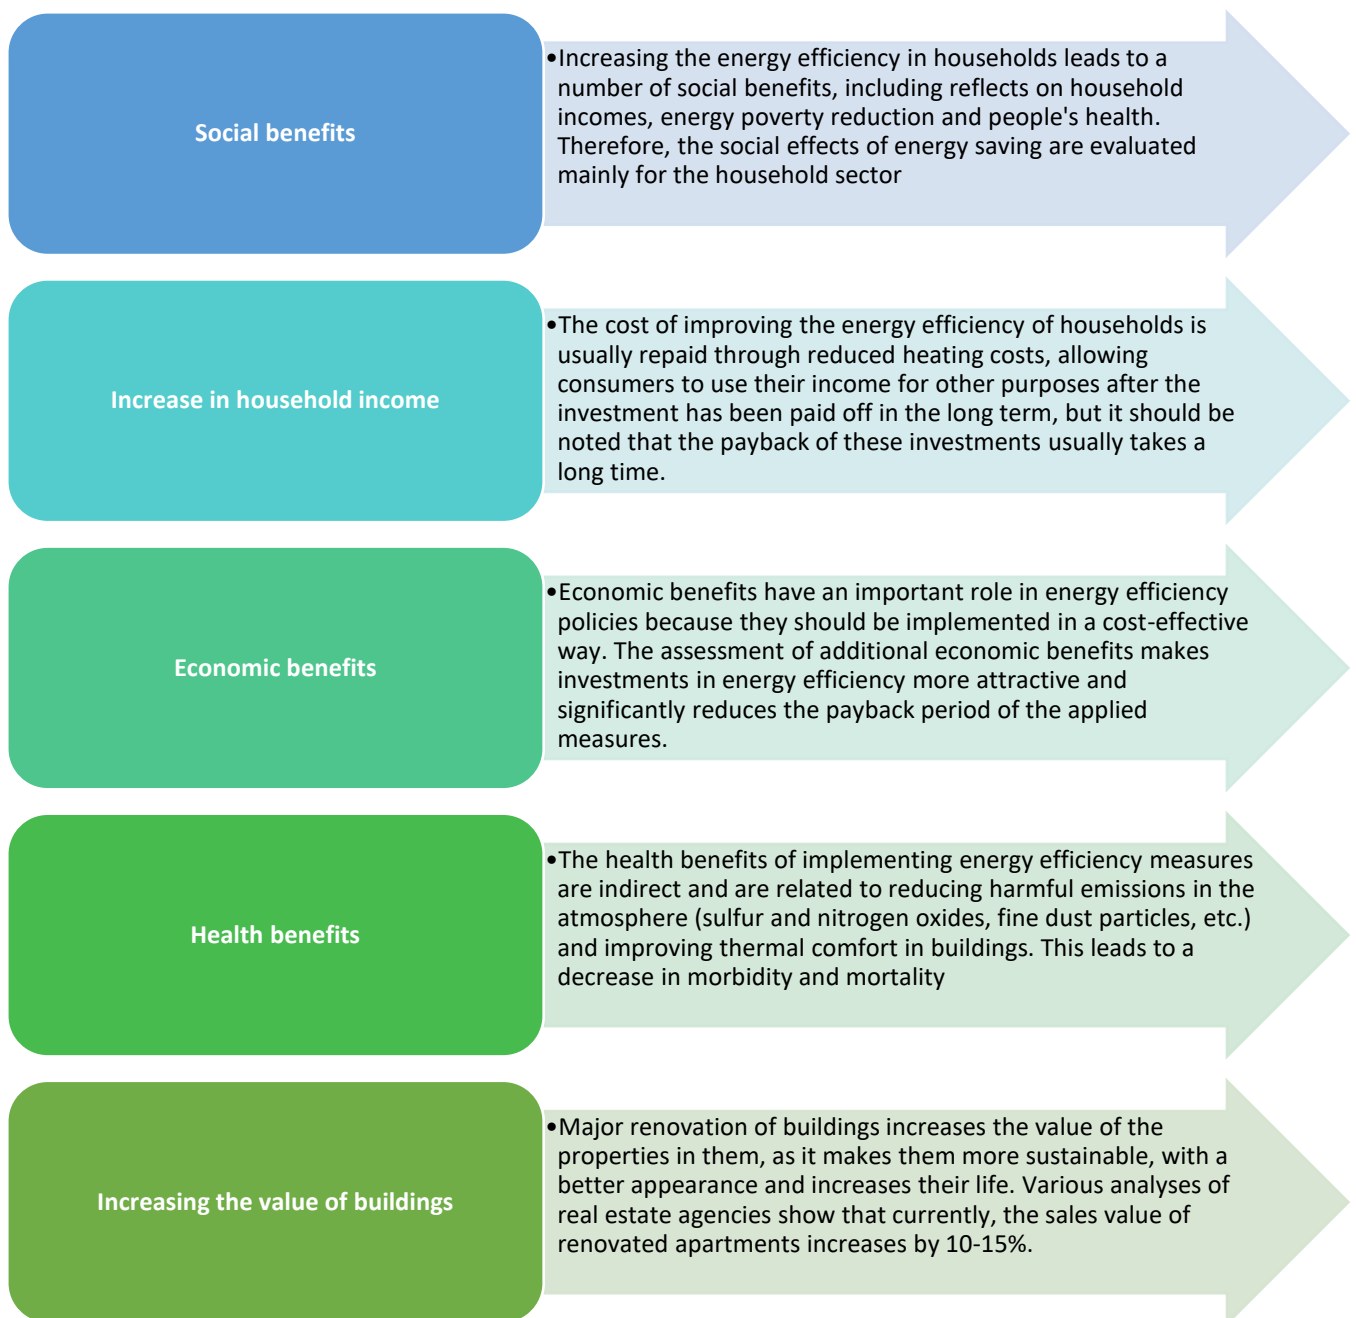 Social benefits
•Increasing the energy efficiency in households leads to a
number of social benefits, including reflects on household
incomes, energy poverty reduction and people's health.
Therefore, the social effects of energy saving are evaluated
mainly for the household sector
Increase in household income
•The cost of improving the energy efficiency of households is
usually repaid through reduced heating costs, allowing
consumers to use their income for other purposes after the
investment has been paid off in the long term, but it should be
noted that the payback of these investments usually takes a
long time.
Economic benefits
•Economic benefits have an important role in energy efficiency
policies because they should be implemented in a cost-effective
way. The assessment of additional economic benefits makes
investments in energy efficiency more attractive and
significantly reduces the payback period of the applied
measures.
Health benefits
•The health benefits of implementing energy efficiency measures
are indirect and are related to reducing harmful emissions in the
atmosphere (sulfur and nitrogen oxides, fine dust particles, etc.)
and improving thermal comfort in buildings. This leads to a
decrease in morbidity and mortality
Increasing the value of buildings
•Major renovation of buildings increases the value of the
properties in them, as it makes them more sustainable, with a
better appearance and increases their life. Various analyses of
real estate agencies show that currently, the sales value of
renovated apartments increases by 10-15%.